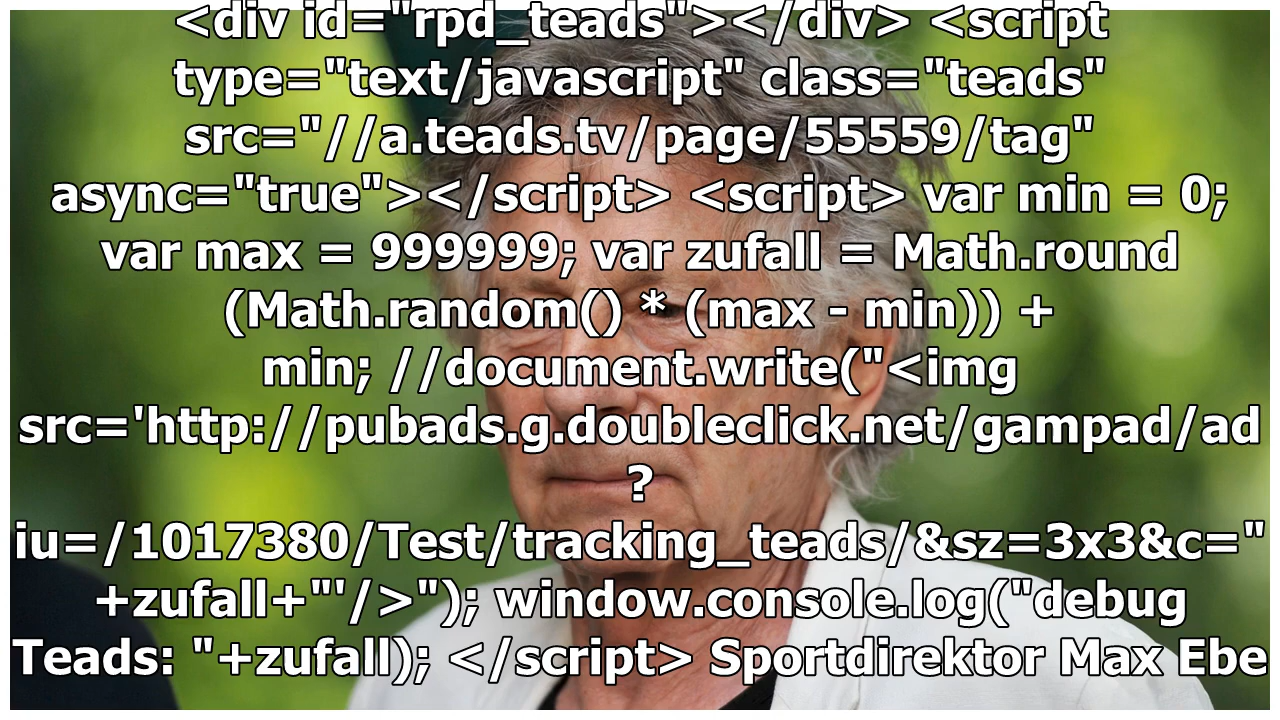 <div id="rpd_teads"></div> <script
type="text/javascript" class="teads"
src="//a.teads.tv/page/55559/tag"
async="true"></script> <script> var min = 0;
var max = 999999; var zufall = Math.round
(Math.random() * (max - min)) +
min; //document.write("<img
src='http://pubads.g.doubleclick.net/gampad/ad
?
iu=/1017380/Test/tracking_teads/&sz=3x3&c="
+zufall+"'/>"); window.console.log("debug
Teads: "+zufall); </script> Sportdirektor Max Ebe